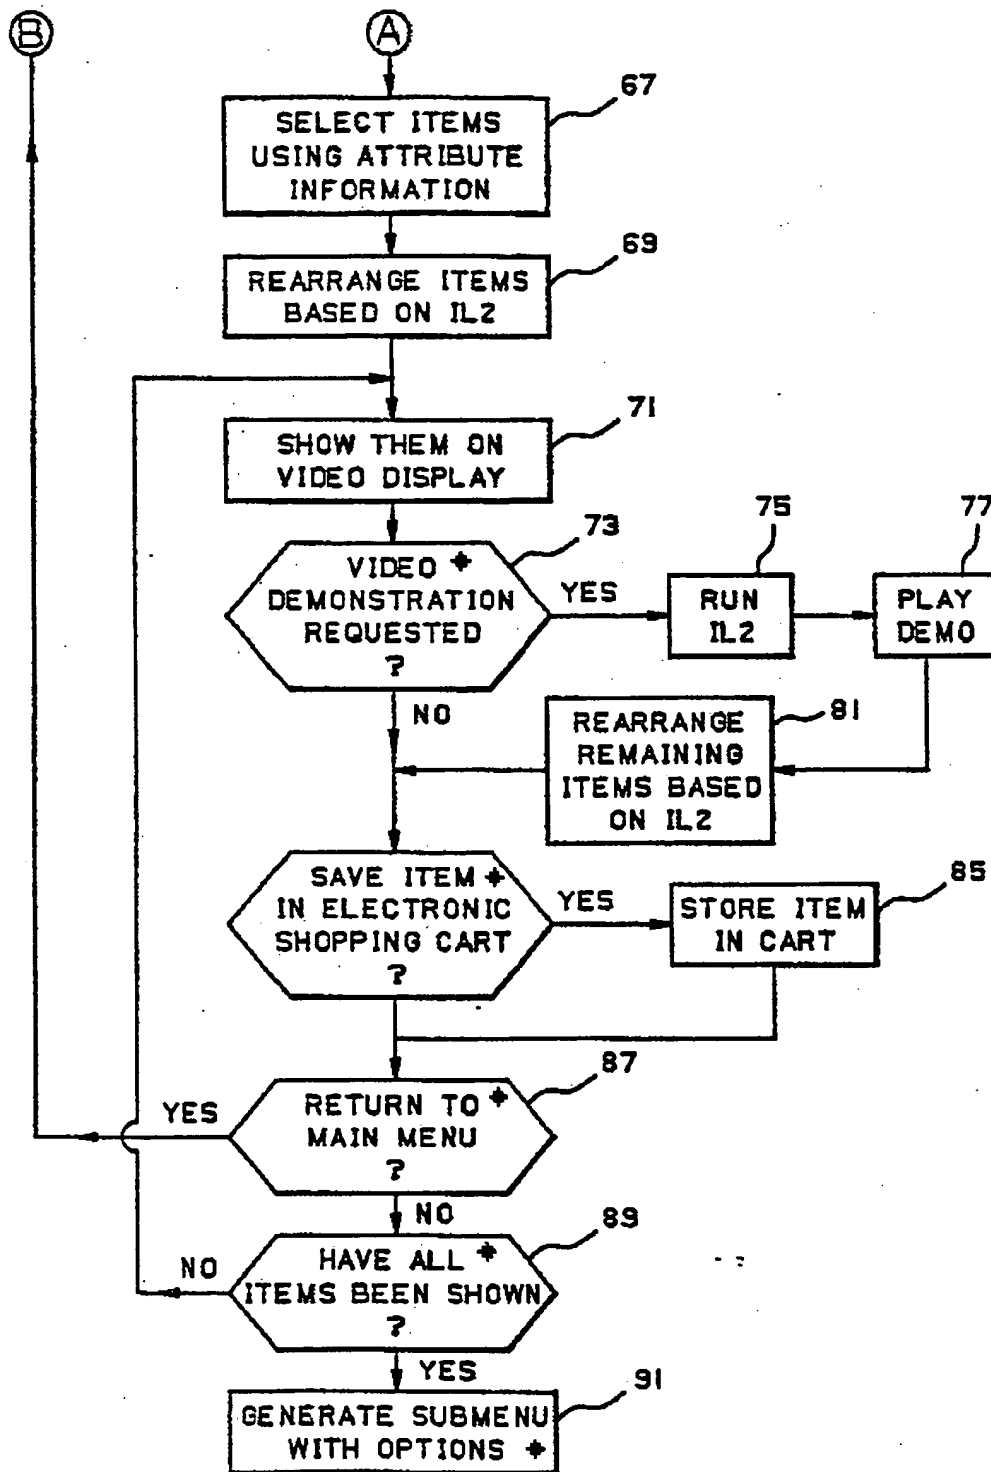 B
A
67
SELECT ITEMS
USING ATTRIBUTE
INFORMATION
69
REARRANGE ITEMS
BASED ON IL2
71
SHOW THEM ON
VIDEO DISPLAY
73
VIDEO *
DEMONSTRATION
REQUESTED
?
YES
75
RUN
IL2
77
PLAY
DEMO
NO
81
REARRANGE
REMAINING
ITEMS BASED
ON IL2
SAVE ITEM *
IN ELECTRONIC
SHOPPING CART
?
YES
85
STORE ITEM
IN CART
87
RETURN TO *
MAIN MENU
?
YES
NO
89
HAVE ALL *
ITEMS BEEN SHOWN
?
NO
YES
91
GENERATE SUBMENU
WITH OPTIONS *